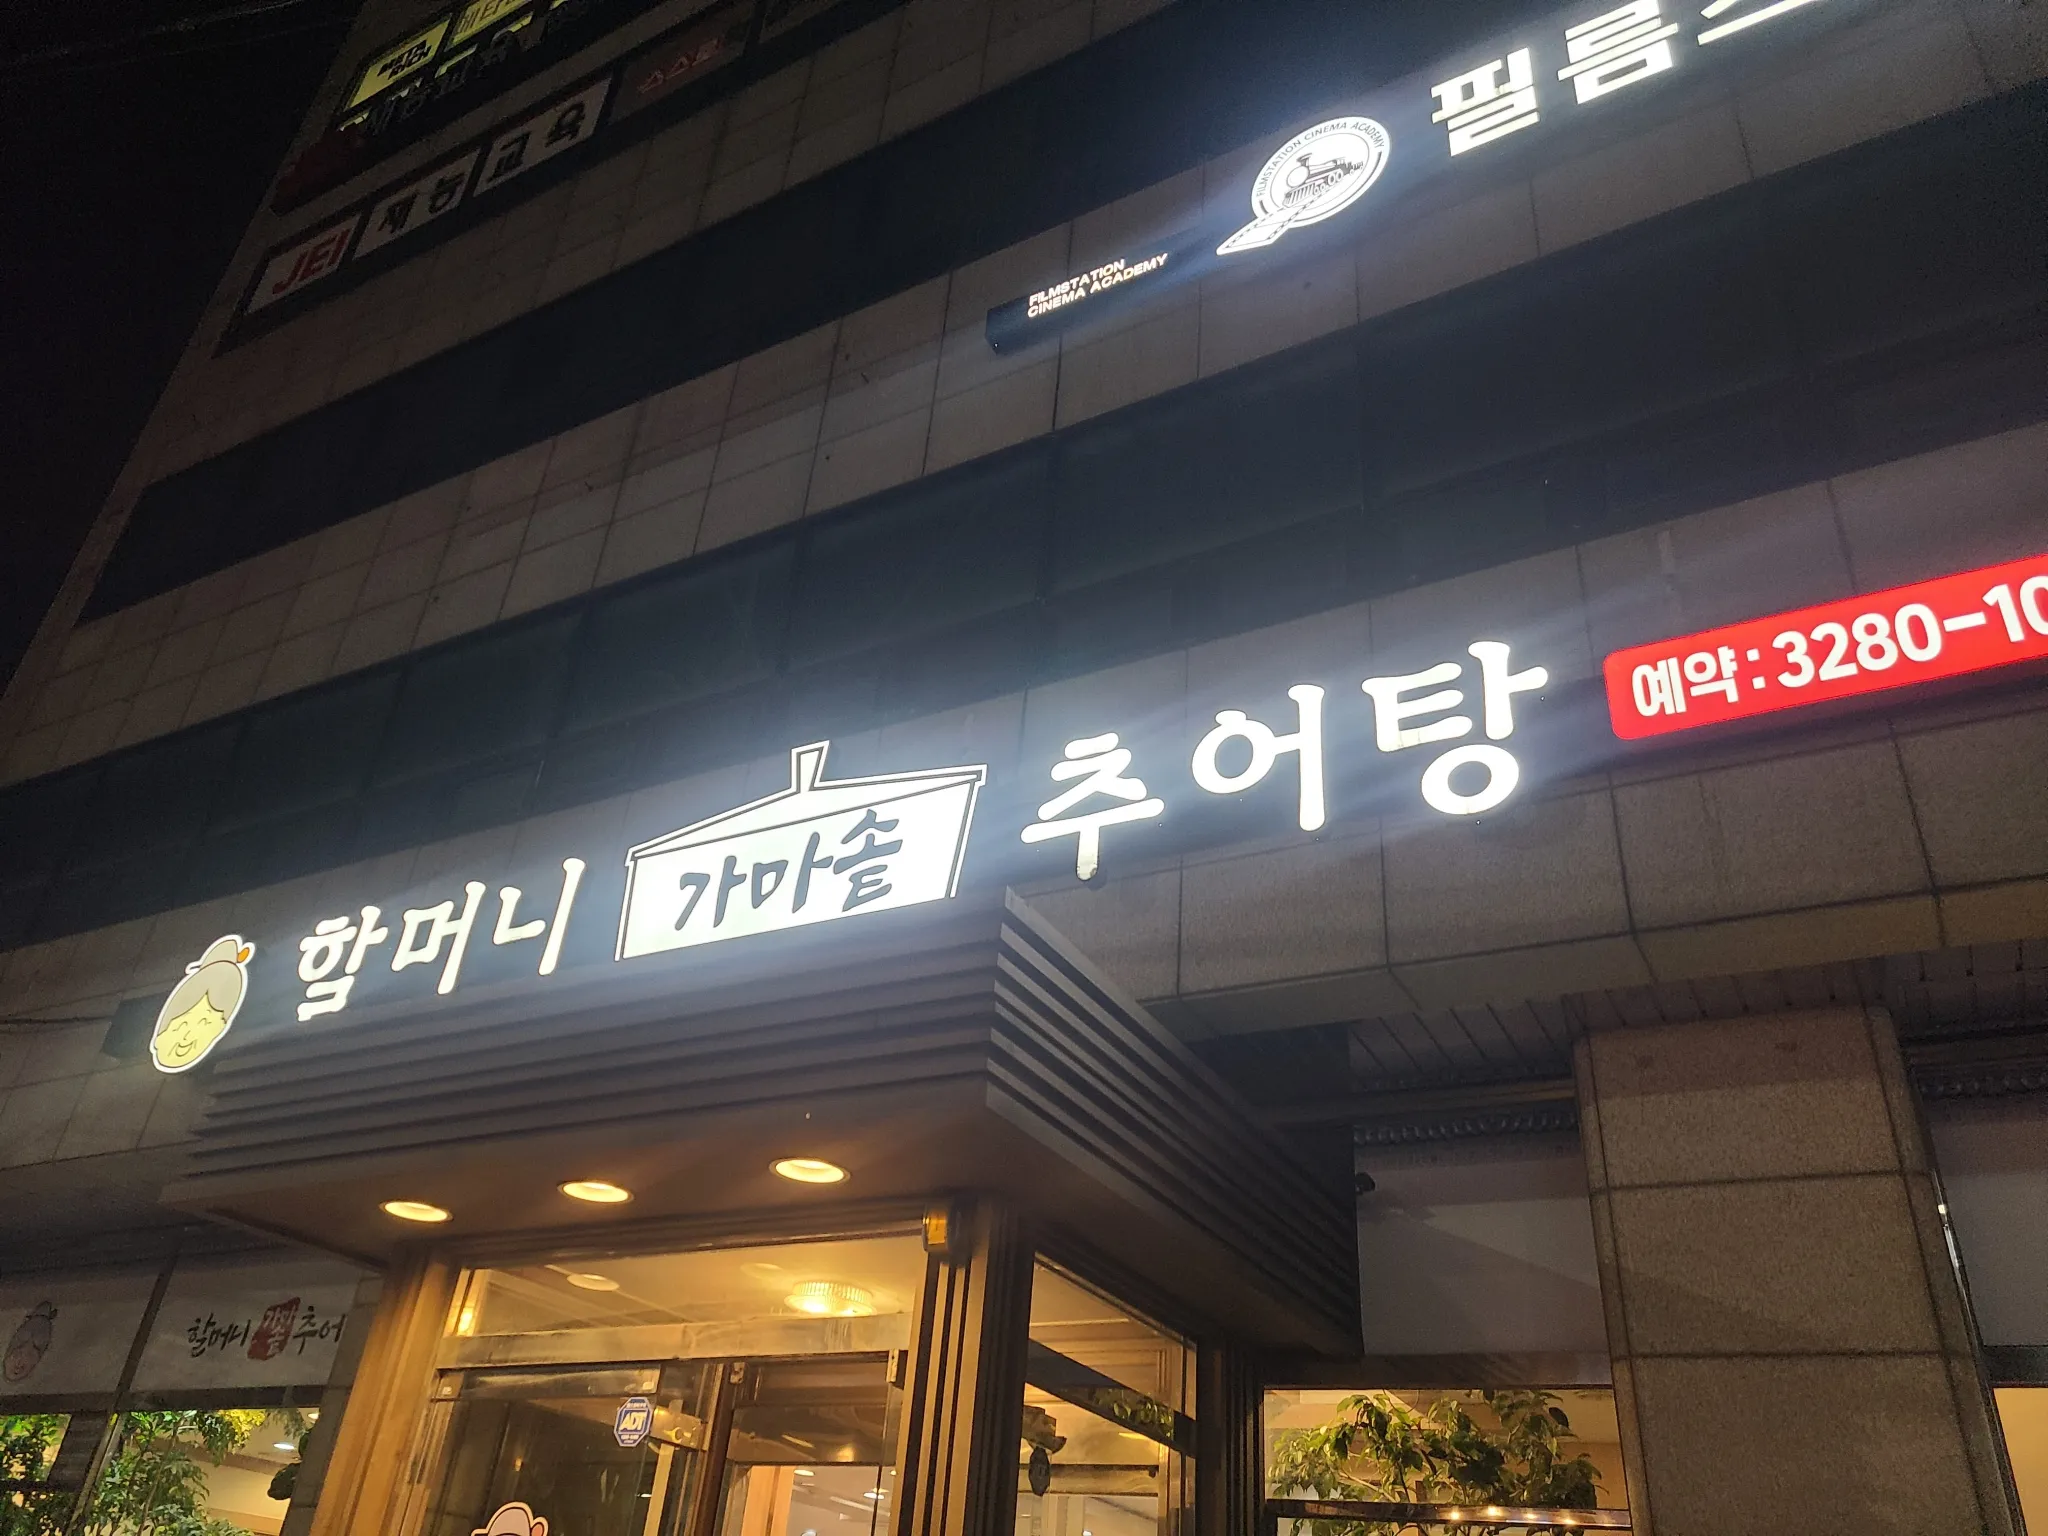 JEI 재능교육
필름스
FILMSTATION CINEMA ACADEMY
FILMSTATION
CINEMA ACADEMY
할머니 가마솥 추어탕
예약 : 3280-10
할머니 추어
ADT